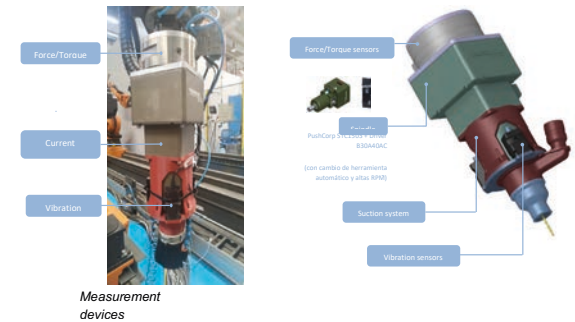 Force/Torque
Current
Vibration
Measurement
devices
Force/Torque sensors
Spindle
B30A40AC
(con cambio de herramienta
automático y altas RPM)
Suction system
Vibration sensors